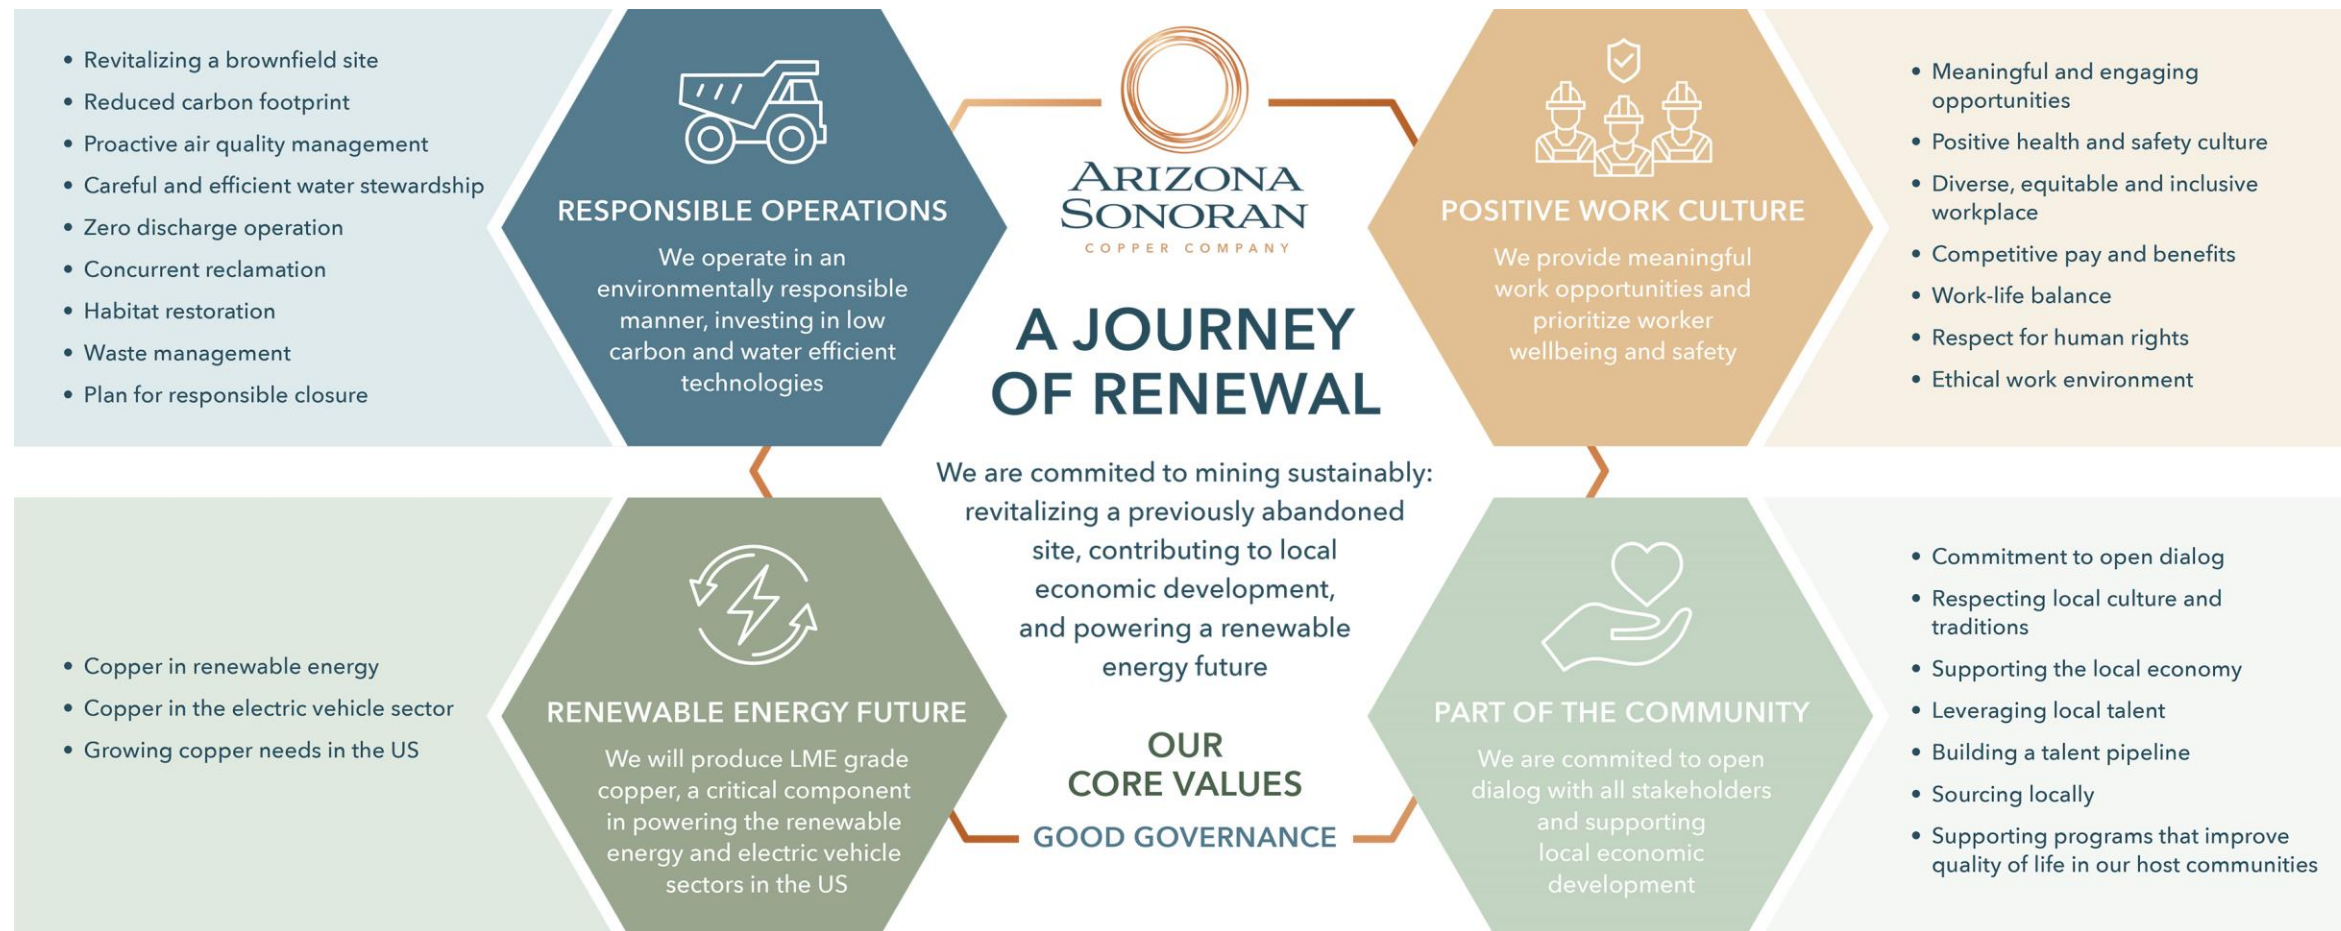 • Revitalizing a brownfield site
• Reduced carbon footprint
• Proactive air quality management
• Careful and efficient water stewardship
• Zero discharge operation
• Concurrent reclamation
• Habitat restoration
• Waste management
• Plan for responsible closure
RESPONSIBLE OPERATIONS
We operate in an
environmentally responsible
manner, investing in low
carbon and water efficient
technologies
ARIZONA
SONORAN
COPPER COMPANY
A JOURNEY
OF RENEWAL
We are commited to mining sustainably:
revitalizing a previously abandoned
site, contributing to local
economic development,
and powering a renewable
energy future
OUR
CORE VALUES
GOOD GOVERNANCE
POSITIVE WORK CULTURE
We provide meaningful
work opportunities and
prioritize worker
wellbeing and safety
• Meaningful and engaging
opportunities
• Positive health and safety culture
• Diverse, equitable and inclusive
workplace
• Competitive pay and benefits
• Work-life balance
• Respect for human rights
• Ethical work environment
• Copper in renewable energy
• Copper in the electric vehicle sector
• Growing copper needs in the US
RENEWABLE ENERGY FUTURE
We will produce LME grade
copper, a critical component
in powering the renewable
energy and electric vehicle
sectors in the US
PART OF THE COMMUNITY
We are commited to open
dialog with all stakeholders
and supporting
local economic
development
• Commitment to open dialog
• Respecting local culture and
traditions
• Supporting the local economy
• Leveraging local talent
• Building a talent pipeline
• Sourcing locally
• Supporting programs that improve
quality of life in our host communities